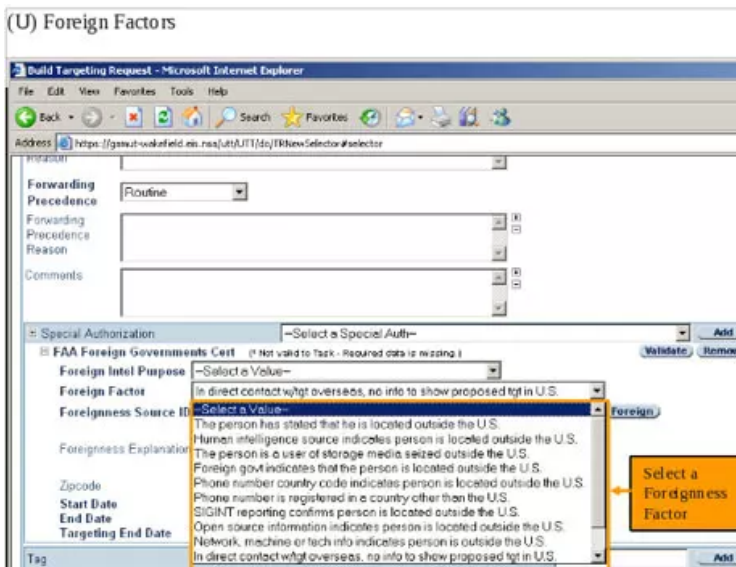 (U) Foreign Factors
Build Targeting Request - Microsoft Internet Explorer
File Edit View Favorites Tools Help
Back Search Favorites
Address https://gamut-wakefield.eis.nsa/utt/UTT/do/TRNewSelector#selector
Reason
Forwarding Precedence Routine
Forwarding Precedence Reason
Comments
Special Authorization --Select a Special Auth-- Add
FAA Foreign Governments Cert (* Not valid to Task - Required data is missing.) Validate Remov
Foreign Intel Purpose --Select a Value--
Foreign Factor In direct contact w/tgt overseas, no info to show proposed tgt in U.S.
Foreignness Source ID --Select a Value-- Foreign
The person has stated that he is located outside the U.S.
Human intelligence source indicates person is located outside the U.S.
Foreignness Explanation The person is a user of storage media seized outside the U.S.
Foreign govt indicates that the person is located outside the U.S.
Phone number country code indicates person is located outside the U.S.
Zipcode
Phone number is registered in a country other than the U.S.
Start Date SIGINT reporting confirms person is located outside the U.S.
End Date Open source information indicates person is located outside the U.S.
Targeting End Date Network, machine or tech info indicates person is located outside the U.S.
In direct contact w/tgt overseas, no info to show proposed tgt in U.S.
Select a
Foreignness
Factor
Tag Add